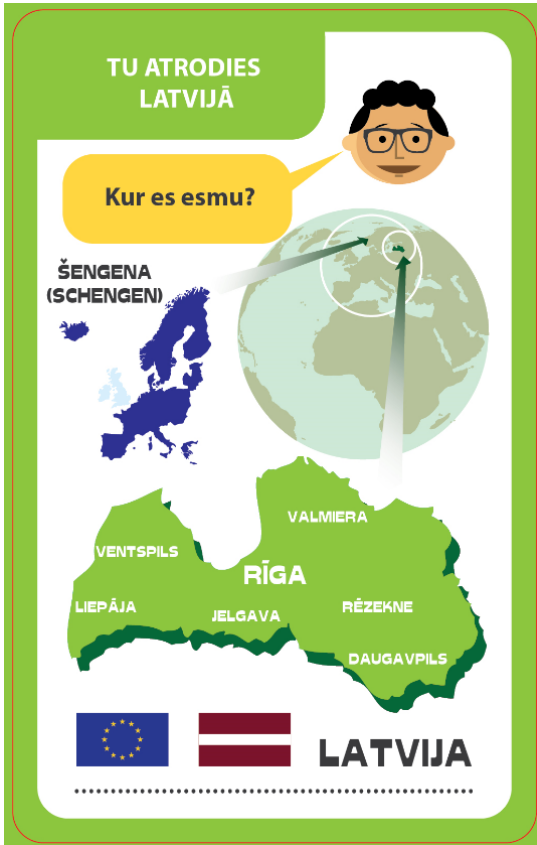 TU ATRODIES
LATVIJĀ
Kur es esmu?
ŠENGENA
(SCHENGEN)
VALMIERA
VENTSPILS
RĪGA
LIEPĀJA
JELGAVA
RĒZEKNE
DAUGAVPILS
LATVIJA